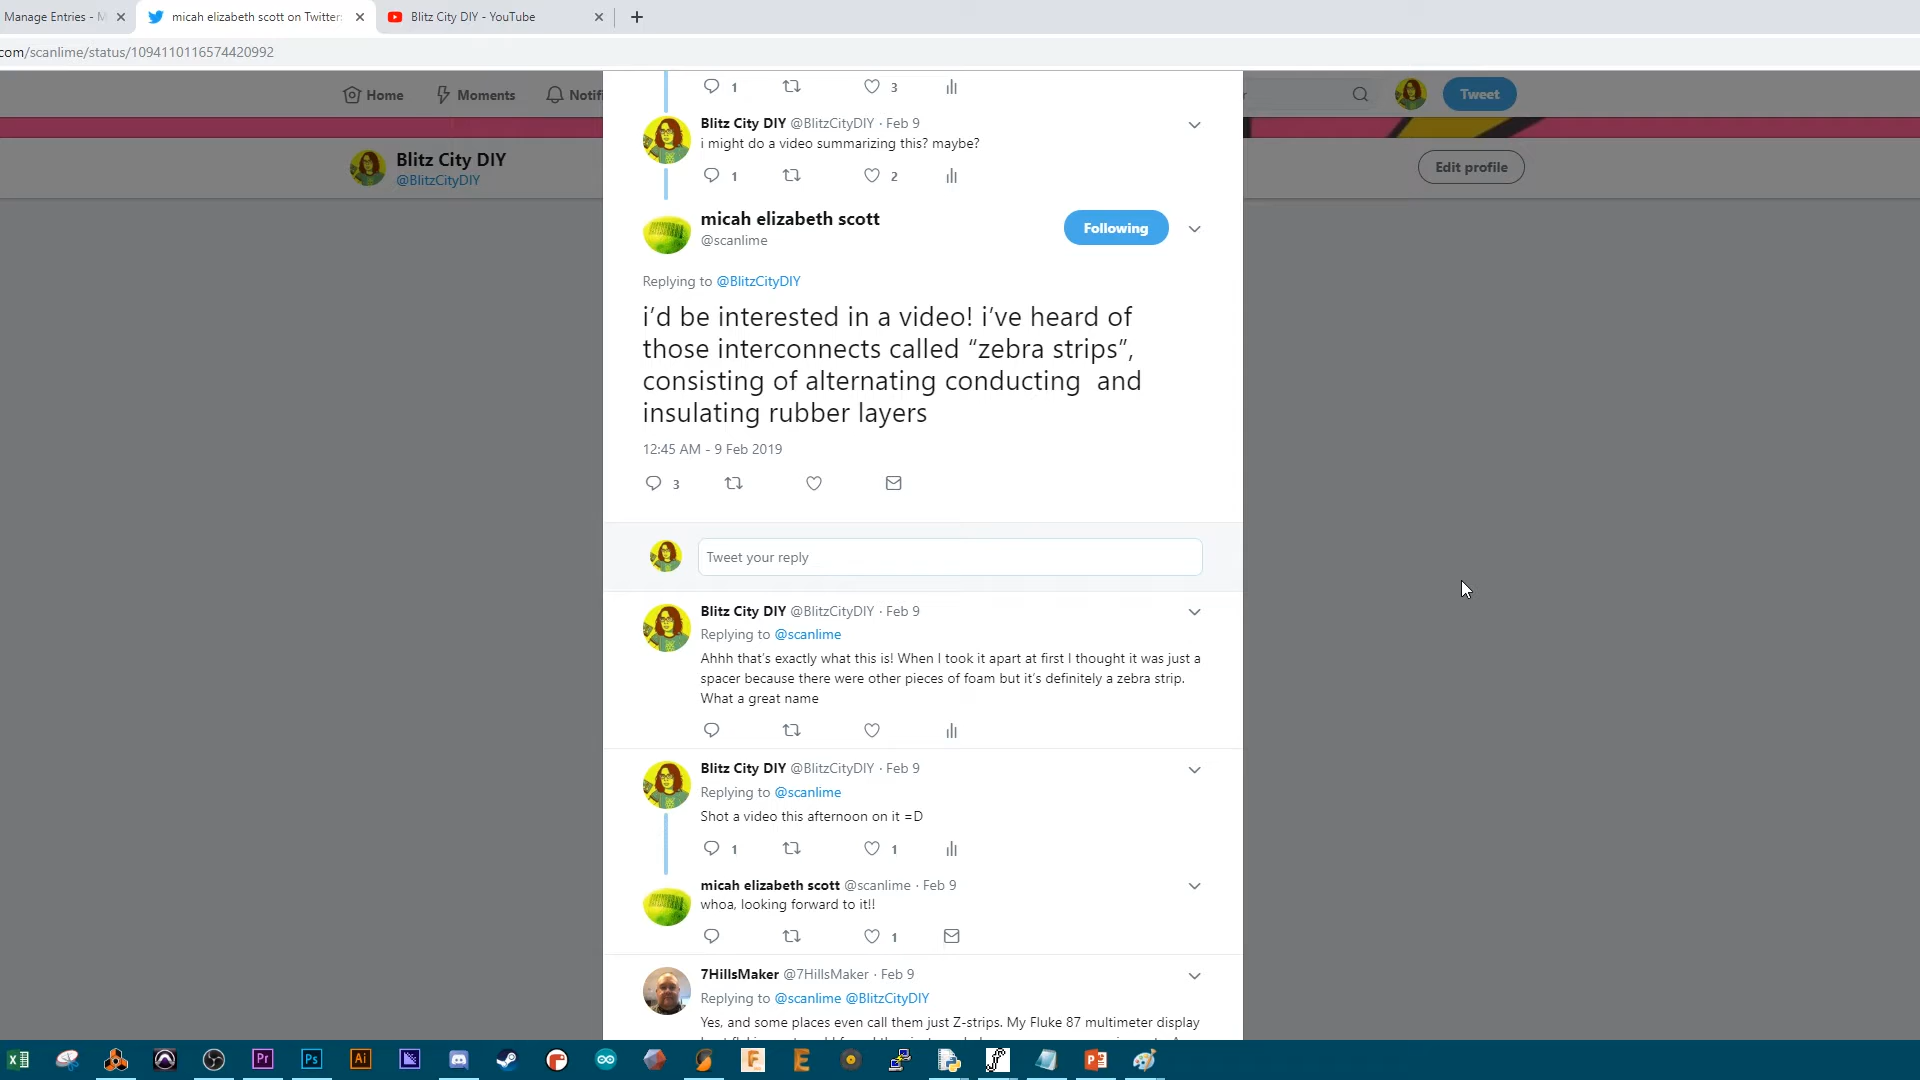 Manage Entries - M
micah elizabeth scott on Twitter:
Blitz City DIY - YouTube
com/scanlime/status/1094110116574420992
Home
Moments
Notifi
Tweet
Blitz City DIY
@BlitzCityDIY
Edit profile
1
3
Blitz City DIY @BlitzCityDIY · Feb 9
i might do a video summarizing this? maybe?
1
2
micah elizabeth scott
@scanlime
Following
Replying to @BlitzCityDIY
i’d be interested in a video! i’ve heard of
those interconnects called “zebra strips”,
consisting of alternating conducting and
insulating rubber layers
12:45 AM - 9 Feb 2019
3
Tweet your reply
Blitz City DIY @BlitzCityDIY · Feb 9
Replying to @scanlime
Ahhh that’s exactly what this is! When I took it apart at first I thought it was just a
spacer because there were other pieces of foam but it’s definitely a zebra strip.
What a great name
Blitz City DIY @BlitzCityDIY · Feb 9
Replying to @scanlime
Shot a video this afternoon on it =D
1
1
micah elizabeth scott @scanlime · Feb 9
whoa, looking forward to it!!
1
7HillsMaker @7HillsMaker · Feb 9
Replying to @scanlime @BlitzCityDIY
Yes, and some places even call them just Z-strips. My Fluke 87 multimeter display
Pr
Ps
Ai